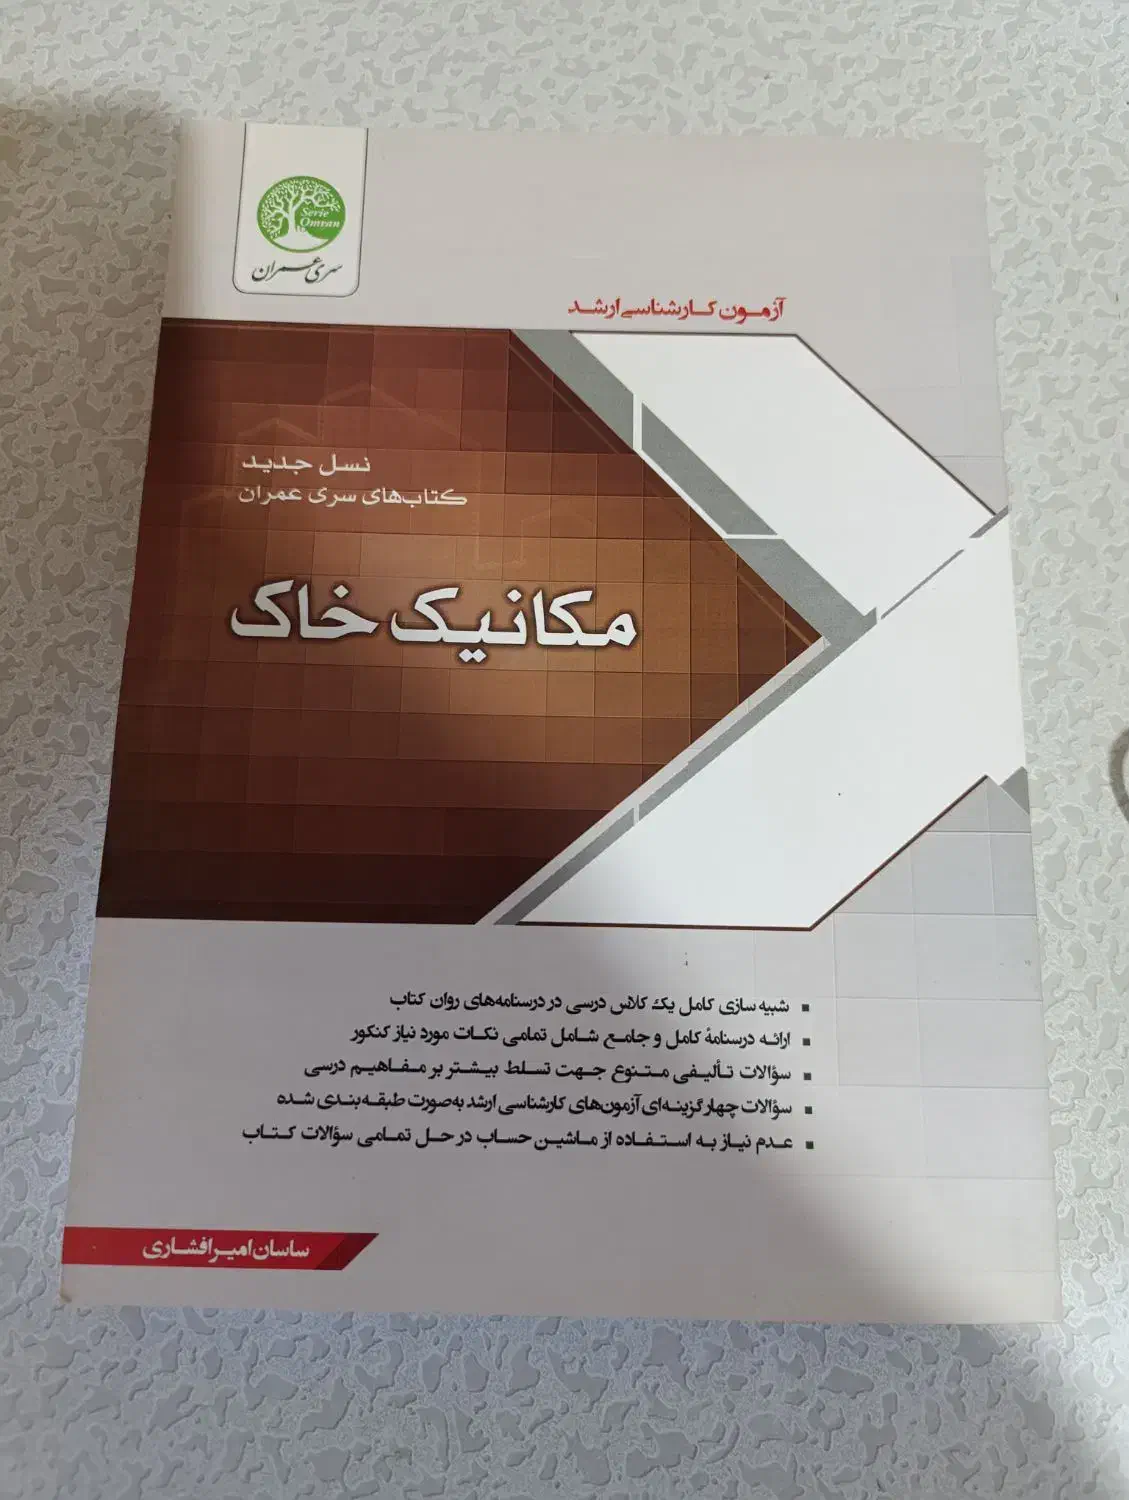 Serie
Omran
سری عمران
آزمون کارشناسی ارشد
نسل جدید
کتاب‌های سری عمران
مکانیک خاک
▪ شبیه سازی کامل یک کلاس درسی در درسنامه‌های روان کتاب
▪ ارائه درسنامهٔ کامل و جامع شامل تمامی نکات مورد نیاز کنکور
▪ سؤالات تألیفی متنوع جهت تسلط بیشتر بر مفاهیم درسی
▪ سؤالات چهارگزینه‌ای آزمون‌های کارشناسی ارشد به‌صورت طبقه‌بندی شده
▪ عدم نیاز به استفاده از ماشین حساب در حل تمامی سؤالات کتاب
ساسان امیرافشاری